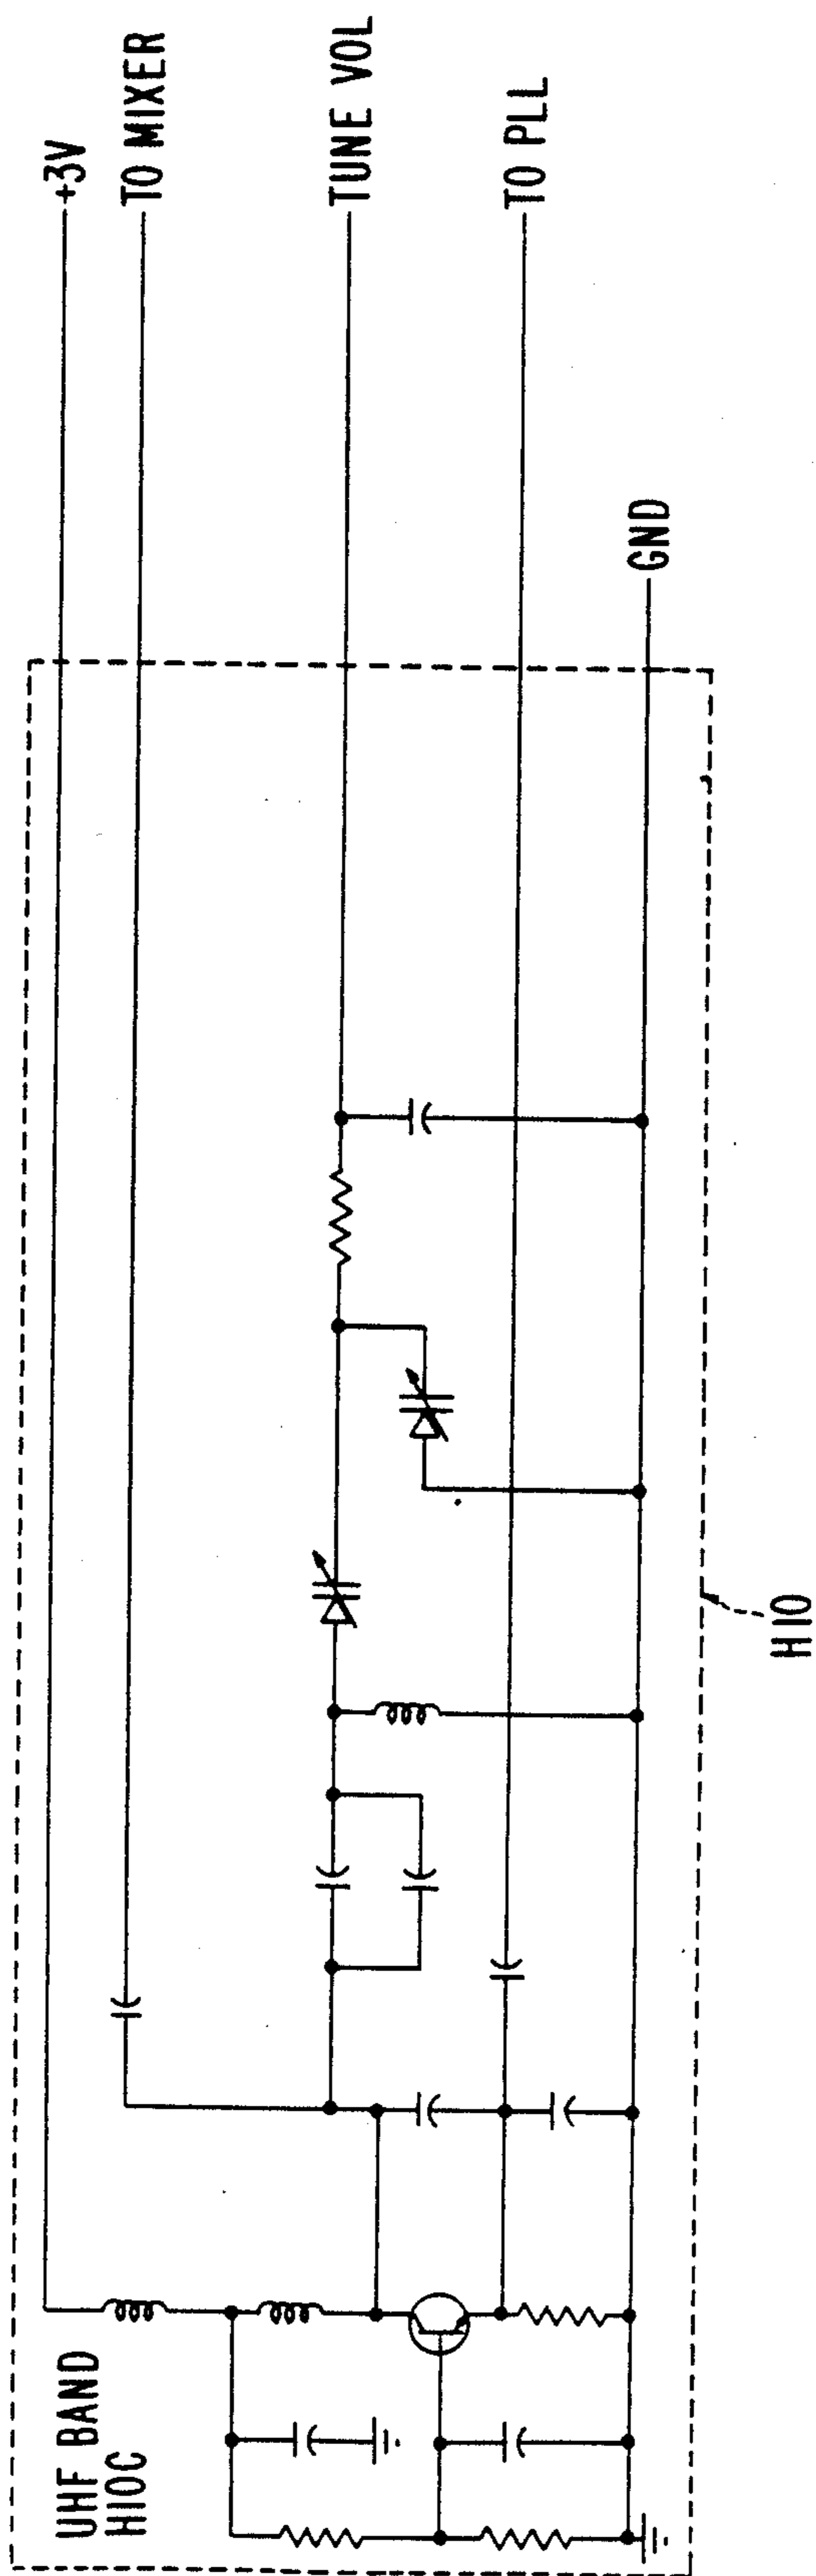 UHF BAND
H10C
+3V
TO MIXER
TUNE VOL
TO PLL
GND
H10